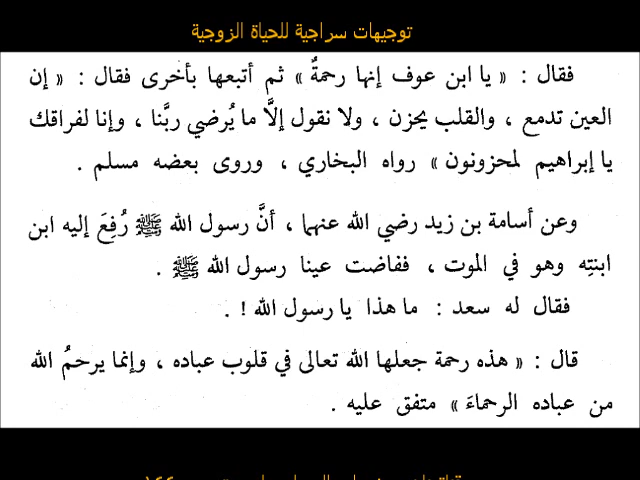 توجيهات سراجية للحياة الزوجية
فقال : « يا ابن عوف إنها رحمةٌ » ثم أتبعها بأخرى فقال : « إن
العين تدمع ، والقلب يحزن ، ولا نقول إلَّا ما يُرضي ربَّنا ، وإنا لفراقك
يا إبراهيم لمحزونون » رواه البخاري ، وروى بعضه مسلم .
وعن أسامة بن زيد رضي الله عنهما ، أنَّ رسول الله ﷺ رُفِعَ إليه ابن
ابنتِه وهو في الموت ، ففاضت عينا رسول الله ﷺ .
فقال له سعد : ما هذا يا رسول الله ! .
قال : « هذه رحمة جعلها الله تعالى في قلوب عباده ، وإنما يرحمُ الله
من عباده الرحماءَ » متفق عليه .